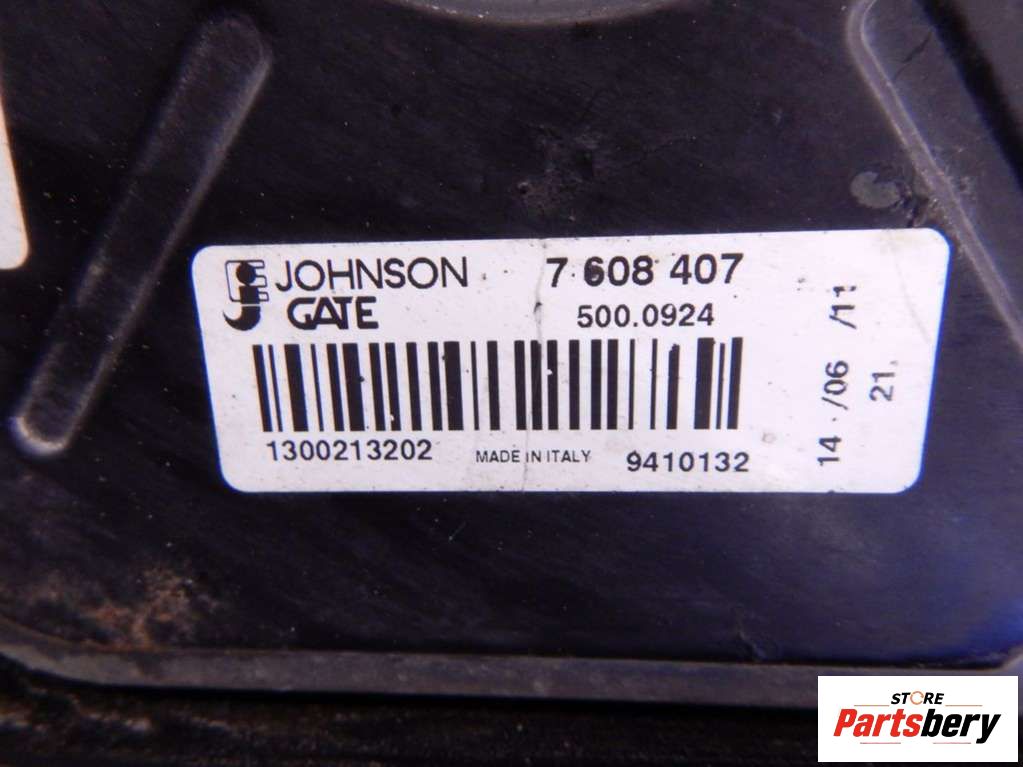 JOHNSON
GATE
7 608 407
500.0924
1300213202
MADE IN ITALY
9410132
14 /06 /11
21
STORE
Partsbery